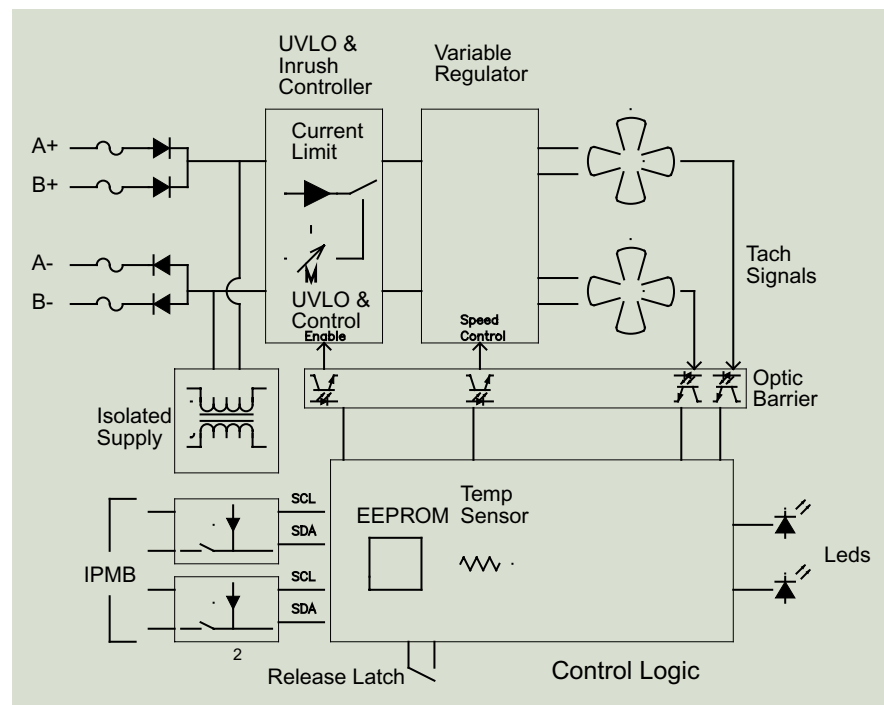 UVLO &
Inrush
Controller
Variable
Regulator
A+
B+
A-
B-
Current
Limit
UVLO &
Control
Enable
Speed
Control
Tach
Signals
Optic
Barrier
Isolated
Supply
IPMB
SCL
SDA
SCL
SDA
2
EEPROM
Temp
Sensor
Leds
Release Latch
Control Logic